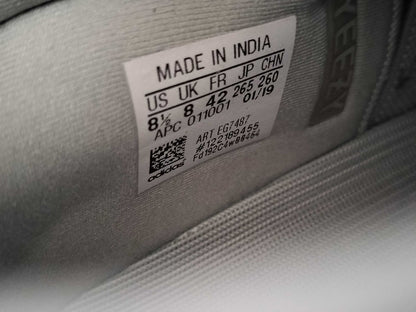 MADE IN INDIA
US UK FR JP CHN
8½ 8 42 265 260
APC 011001 01/19
ART EG7487
#122189455
adidas